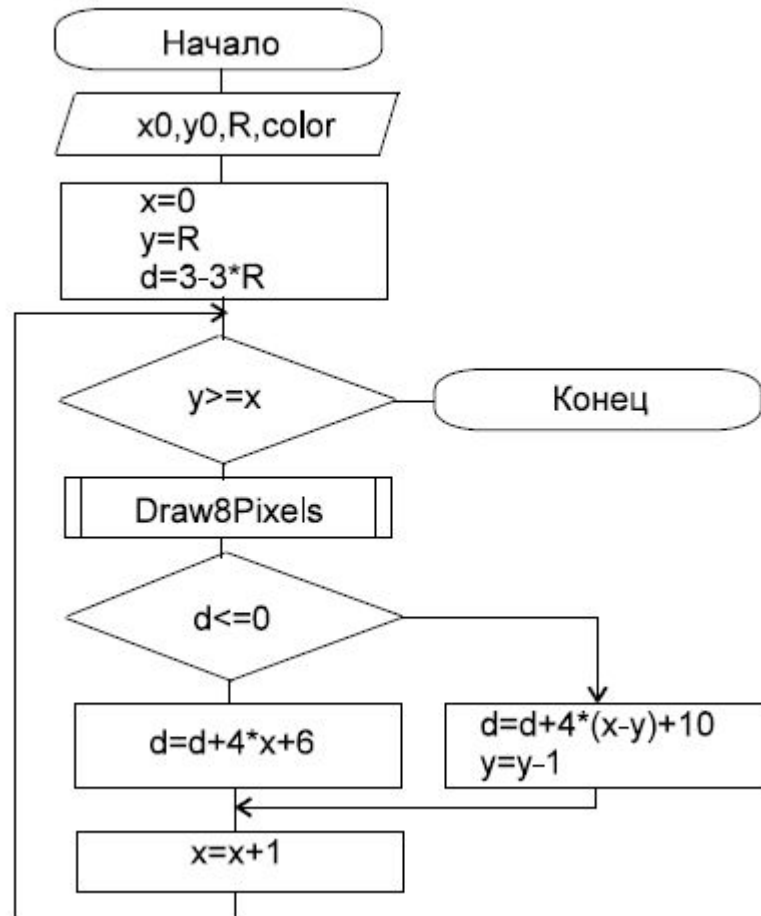 Начало
x0,y0,R,color
x=0
y=R
d=3-3*R
y>=x
Конец
Draw8Pixels
d<=0
d=d+4*x+6
d=d+4*(x-y)+10
y=y-1
x=x+1